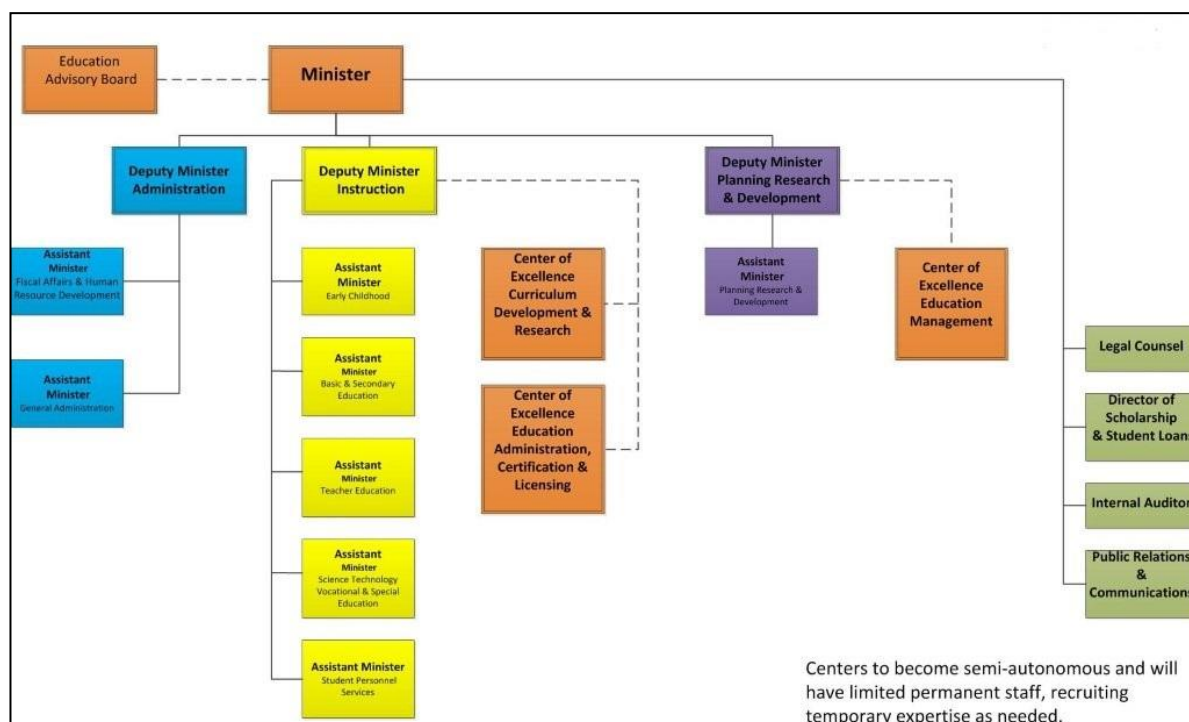 Education
Advisory Board
Minister
Deputy Minister
Administration
Deputy Minister
Instruction
Deputy Minister
Planning Research
& Development
Assistant
Minister
Fiscal Affairs & Human
Resource Development
Assistant
Minister
General Administration
Assistant
Minister
Early Childhood
Assistant
Minister
Basic & Secondary
Education
Assistant
Minister
Teacher Education
Assistant
Minister
Science Technology
Vocational & Special
Education
Assistant Minister
Student Personnel
Services
Center of
Excellence
Curriculum
Development &
Research
Center of
Excellence
Education
Administration,
Certification &
Licensing
Assistant
Minister
Planning Research &
Development
Center of
Excellence
Education
Management
Legal Counsel
Director of
Scholarship
& Student Loans
Internal Auditor
Public Relations
&
Communications
Centers to become semi-autonomous and will
have limited permanent staff, recruiting
temporary expertise as needed.